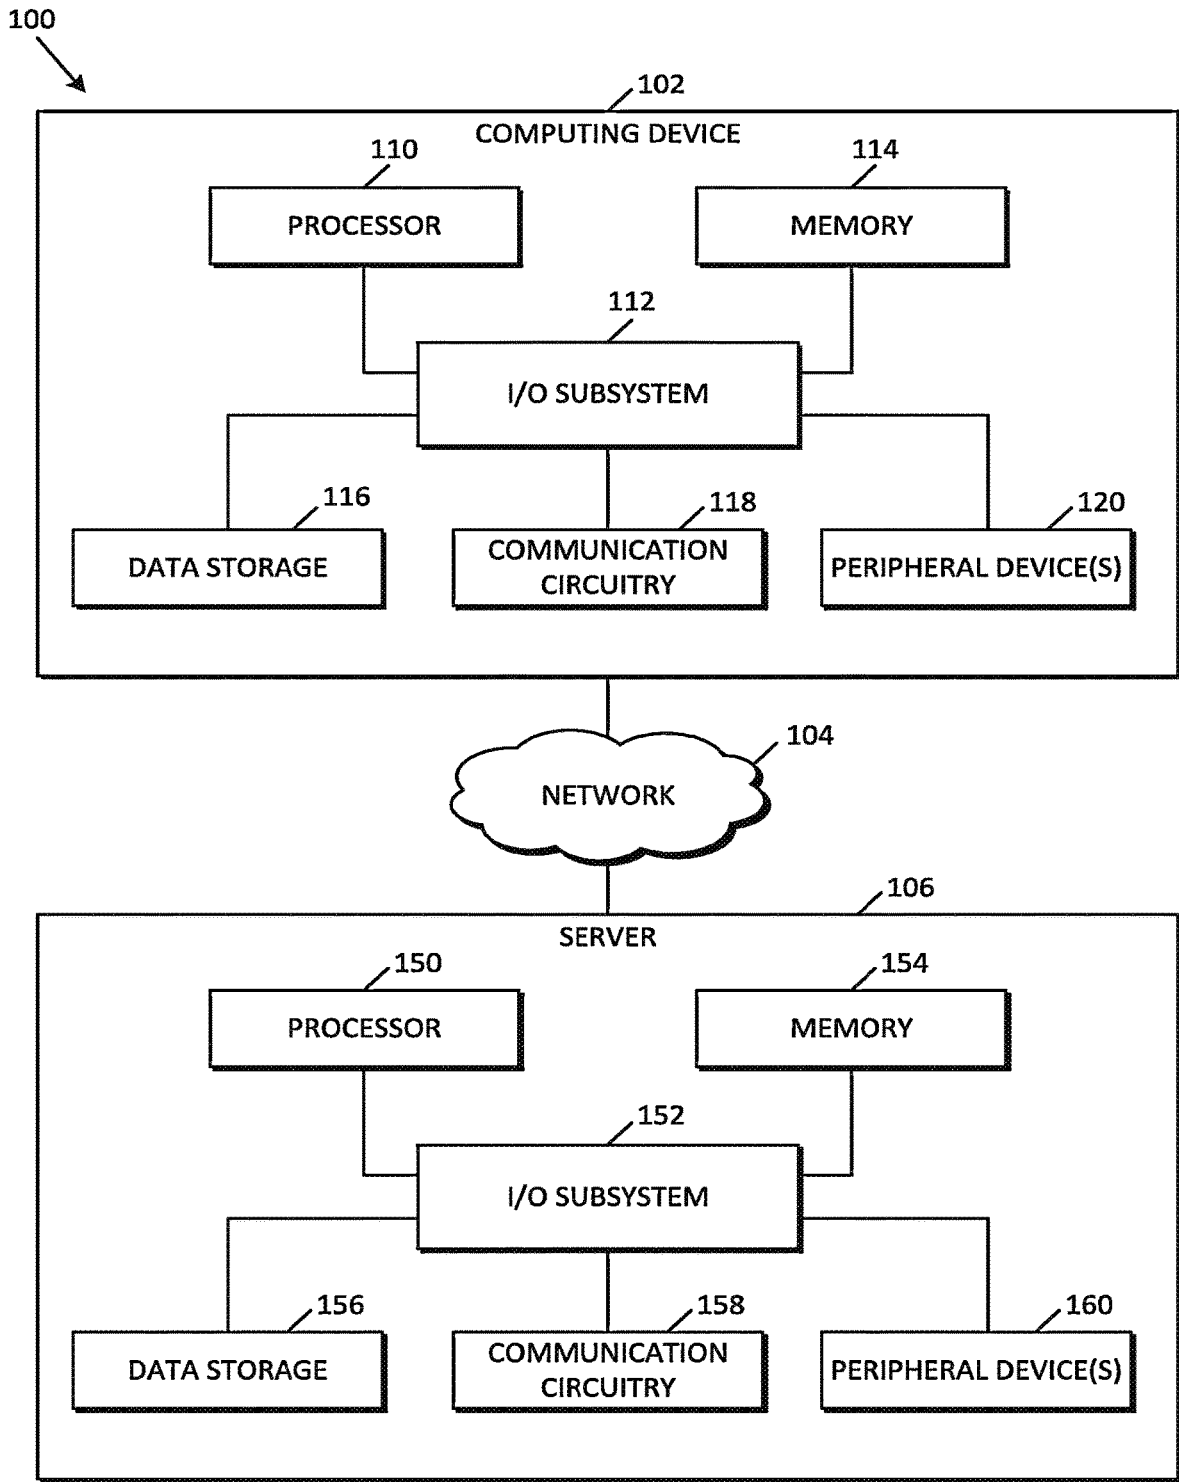 100
102
COMPUTING DEVICE
110
114
PROCESSOR
MEMORY
112
I/O SUBSYSTEM
116
118
120
DATA STORAGE
COMMUNICATION
CIRCUITRY
PERIPHERAL DEVICE(S)
104
NETWORK
106
SERVER
150
154
PROCESSOR
MEMORY
152
I/O SUBSYSTEM
156
158
160
DATA STORAGE
COMMUNICATION
CIRCUITRY
PERIPHERAL DEVICE(S)